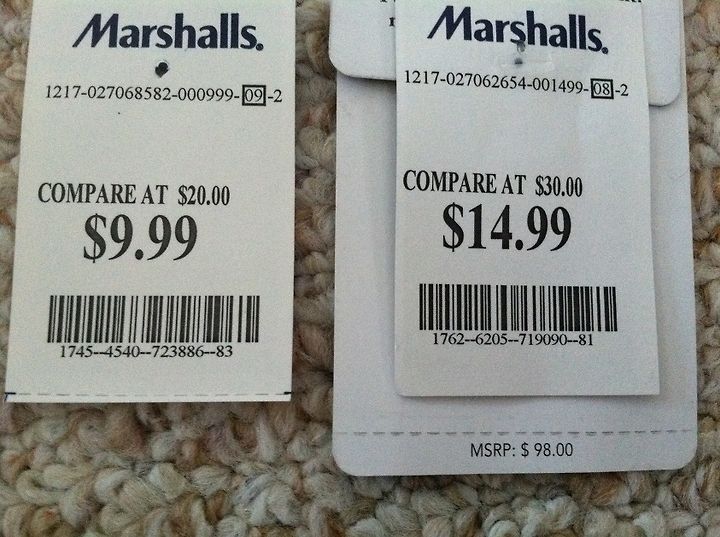 Marshalls.
1217-027068582-000999-09-2
COMPARE AT $20.00
$9.99
1745--4540--723886--83
Marshalls.
1217-027062654-001499-08-2
COMPARE AT $30.00
$14.99
1762--6205--719090--81
MSRP: $ 98.00